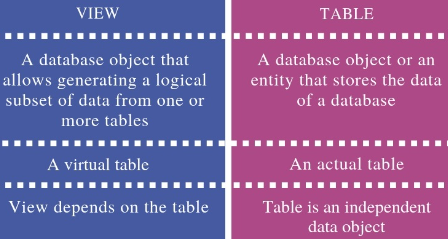 VIEW
A database object that
allows generating a logical
subset of data from one or
more tables
A virtual table
View depends on the table
TABLE
A database object or an
entity that stores the data
of a database
An actual table
Table is an independent
data object